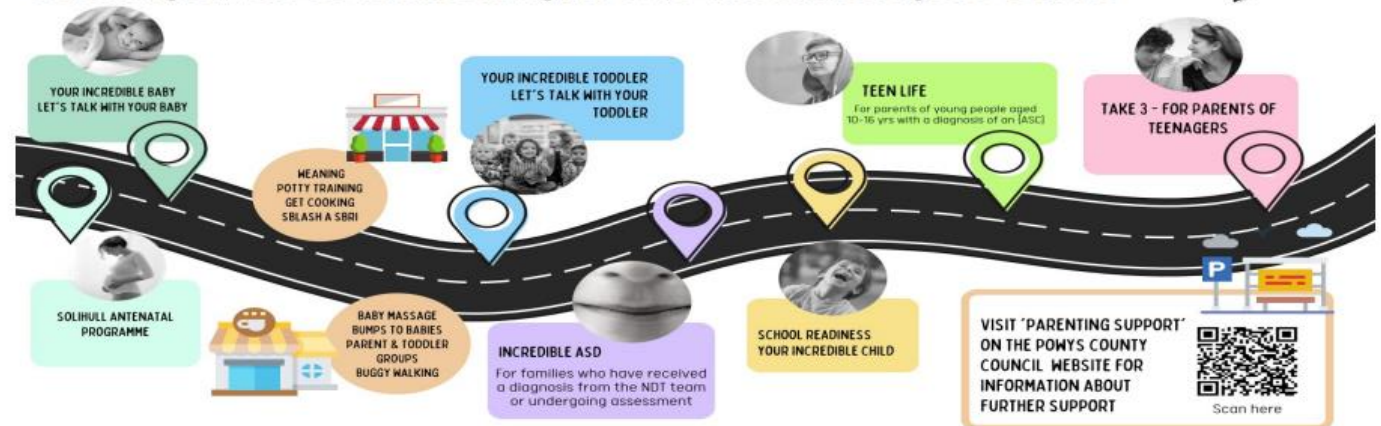 YOUR INCREDIBLE BABY
LET'S TALK WITH YOUR BABY
WEANING
POTTY TRAINING
GET COOKING
SBLASH A SBRI
YOUR INCREDIBLE TODDLER
LET'S TALK WITH YOUR
TODDLER
TEEN LIFE
For parents of young people aged
10-16 yrs with a diagnosis of an (ASC)
TAKE 3 - FOR PARENTS OF
TEENAGERS
SOLIHULL ANTENATAL
PROGRAMME
BABY MASSAGE
BUMPS TO BABIES
PARENT & TODDLER
GROUPS
BUGGY WALKING
INCREDIBLE ASD
For families who have received
a diagnosis from the NDT team
or undergoing assessment
SCHOOL READINESS
YOUR INCREDIBLE CHILD
P
VISIT 'PARENTING SUPPORT'
ON THE POWYS COUNTY
COUNCIL WEBSITE FOR
INFORMATION ABOUT
FURTHER SUPPORT
Scan here